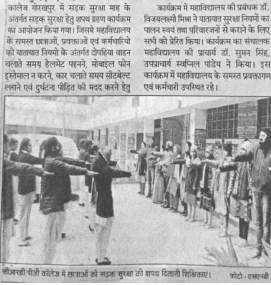 कालेज गोरखपुर में सड़क सुरक्षा माह के
अंतर्गत सड़क सुरक्षा हेतु शपथ ग्रहण कार्यक्रम
का आयोजन किया गया। जिसमे महाविद्यालय
के समस्त छात्राओं, प्रवक्ताओं एवं कर्मचारियो
को यातायात नियमो के अंतर्गत दोपहिया वाहन
चलाते समय हेलमेट पहनने, मोबाइल फोन
इस्तेमाल न करने, कार चलाते समय सीटबेल्ट
लगाने एवं दुर्घटना पीड़ित की मदद करने हेतु
कार्यक्रम में महाविद्यालय की प्रबंधक डॉ.
विजयलक्ष्मी मिश्रा ने यातायात सुरक्षा नियमों का
पालन स्वयं तथा परिवारजनों से कराने के लिए
सभी को प्रेरित किया। कार्यक्रम का संचालक
महाविद्यालय की प्राचार्य डॉ. सुमन सिंह,
उपप्राचार्य स्वप्निल पांडेय ने किया। इस
कार्यक्रम में महाविद्यालय के समस्त प्रवक्तागण
एवं कर्मचारी उपस्थित रहे।
सीआरडी पीजी कॉलेज में छात्राओं को सड़क सुरक्षा की शपथ दिलाती शिक्षिकाएं।
फोटो : एसएनबी